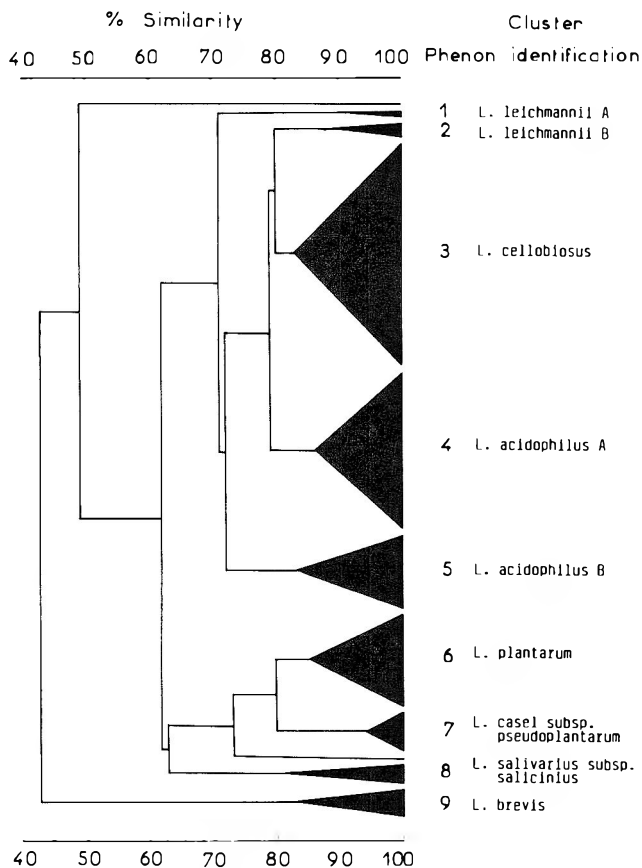 % Similarity
Cluster
Phenon identification
40 50 60 70 80 90 100
1 L. leichmannii A
2 L. leichmannii B
3 L. cellobiosus
4 L. acidophilus A
5 L. acidophilus B
6 L. plantarum
7 L. casei subsp.
pseudoplantarum
8 L. salivarius subsp.
salicinius
9 L. brevis
40 50 60 70 80 90 100